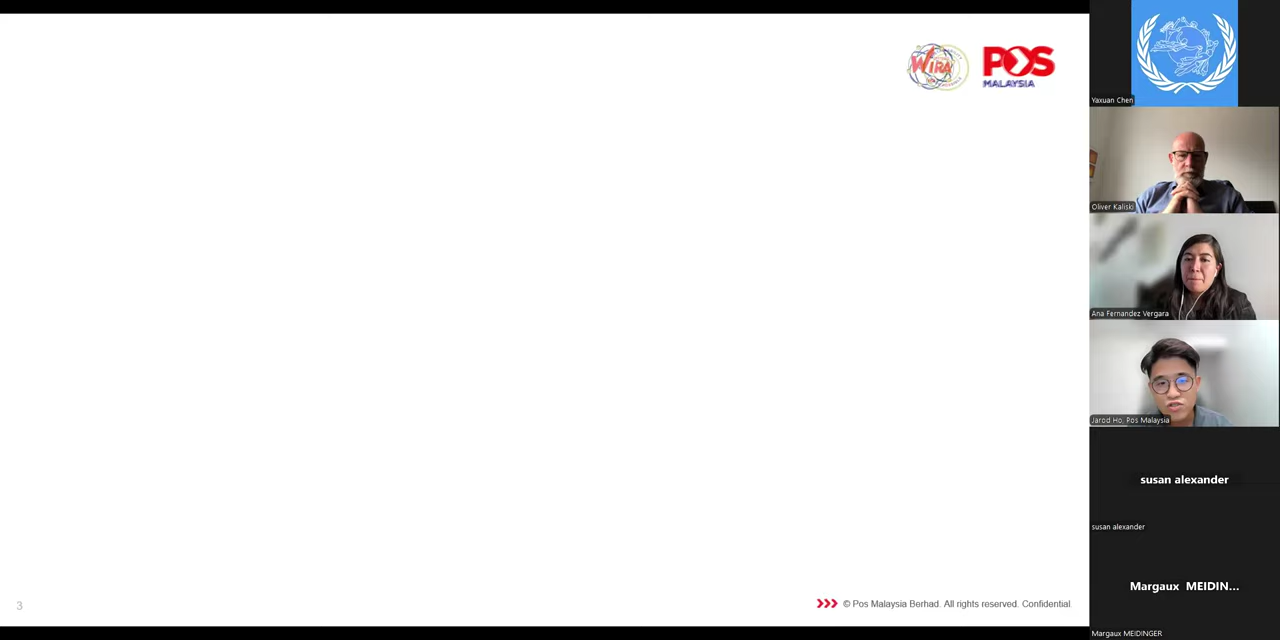 WIRA
POS
MALAYSIA
3
© Pos Malaysia Berhad. All rights reserved. Confidential
Yaxuan Chen
Oliver Kaliski
Ana Fernandez Vergara
Jarod Ho, Pos Malaysia
susan alexander
susan alexander
Margaux MEIDIN...
Margaux MEIDINGER